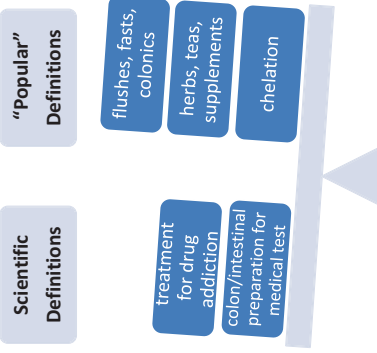 Scientific
Definitions
treatment
for drug
addiction
colon/intestinal
preparation for
medical test
“Popular”
Definitions
flushes, fasts,
colonics
herbs, teas,
supplements
chelation